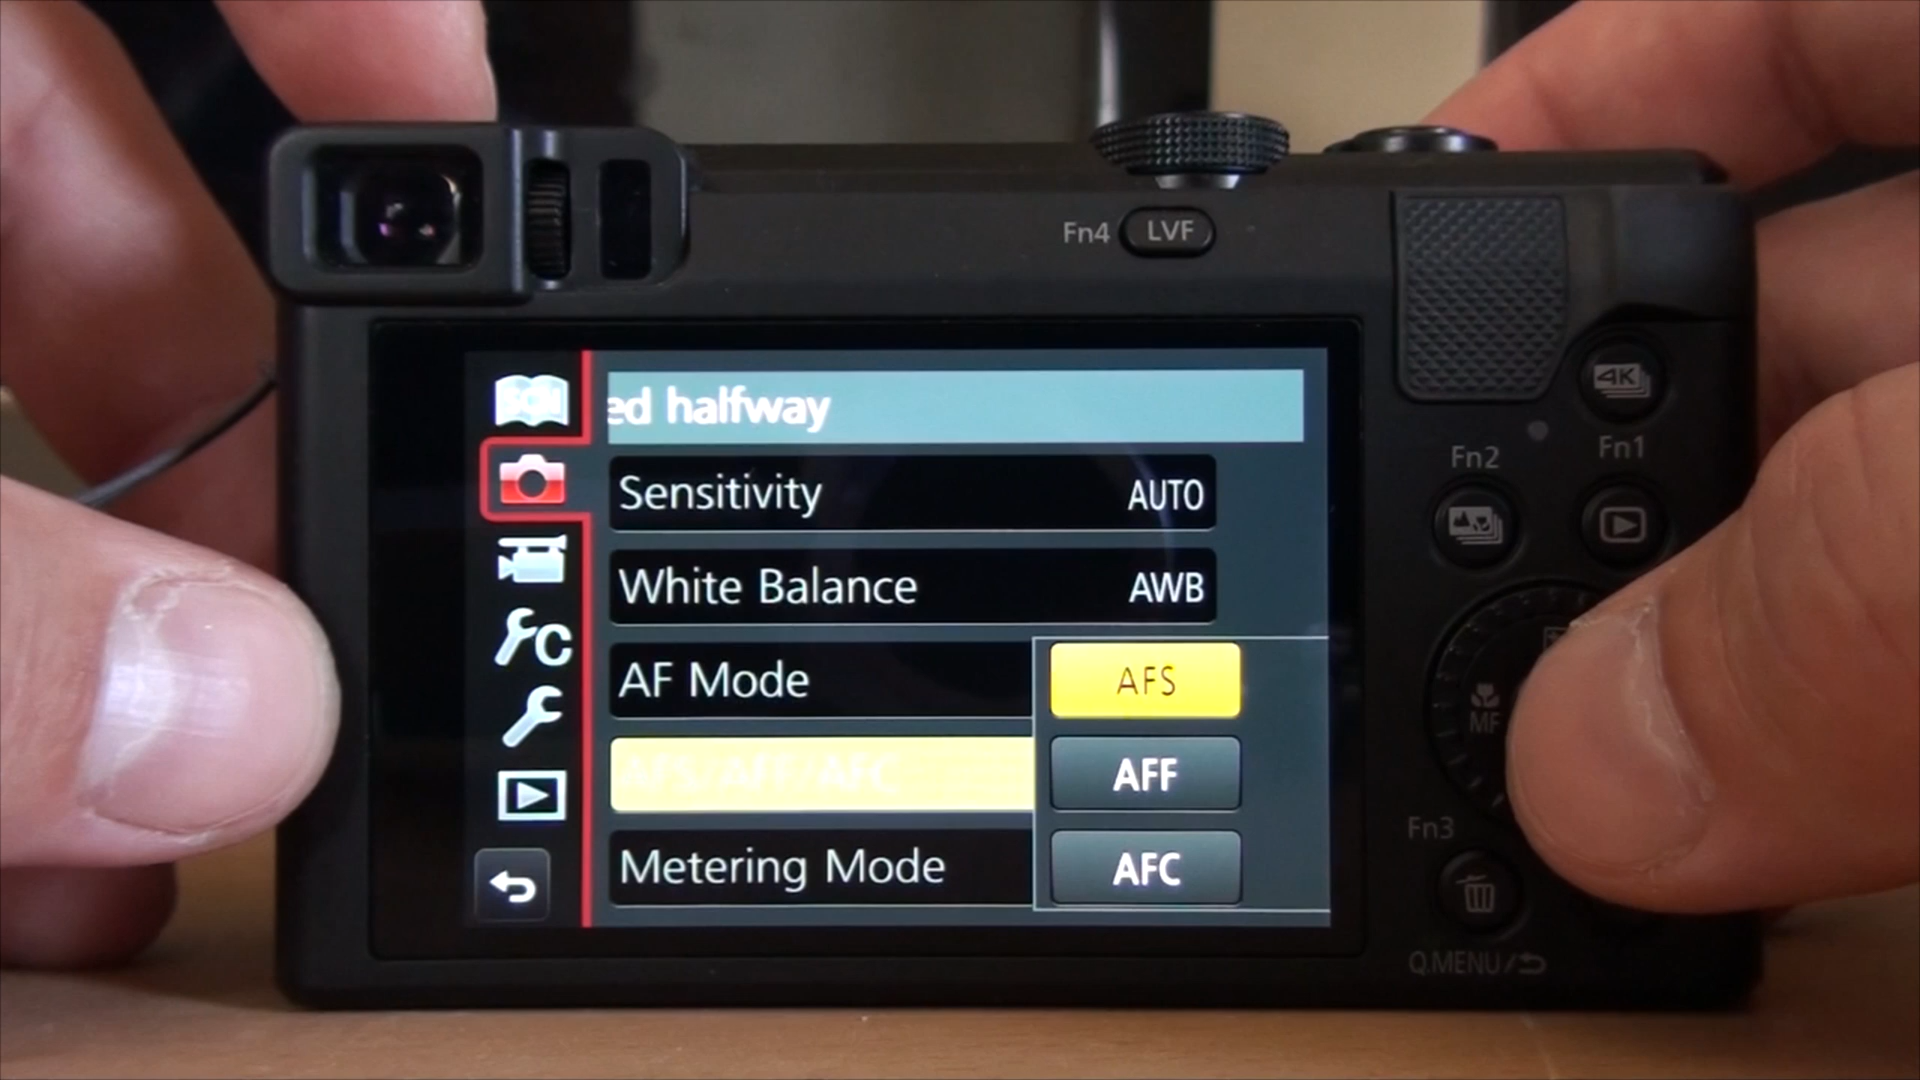 Fn4 LVF
ed halfway
Sensitivity AUTO
White Balance AWB
AF Mode AFS
AFS/AFF/AFC AFF
Metering Mode AFC
4K
Fn2 Fn1
MF
Fn3
Q.MENU/
C